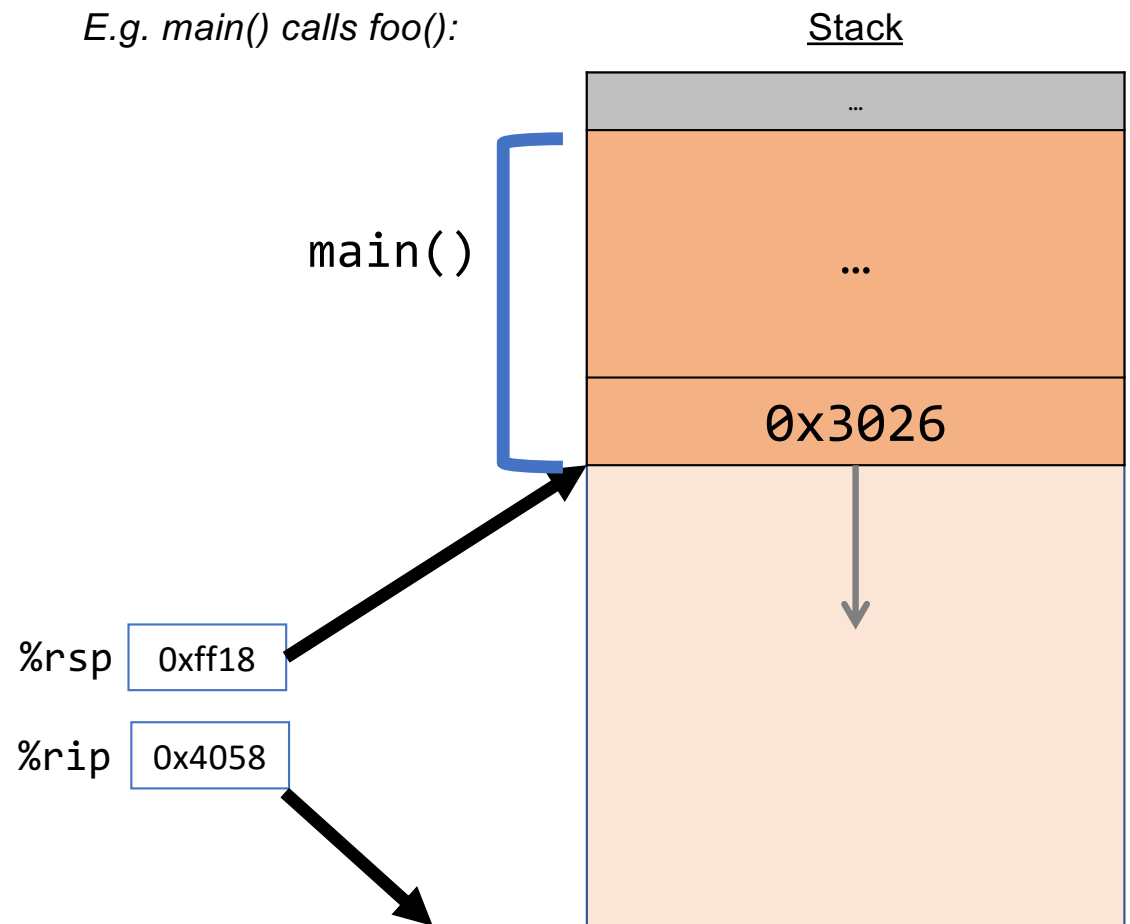 E.g. main() calls foo():
Stack
…
main()
…
0x3026
%rsp 0xff18
%rip 0x4058